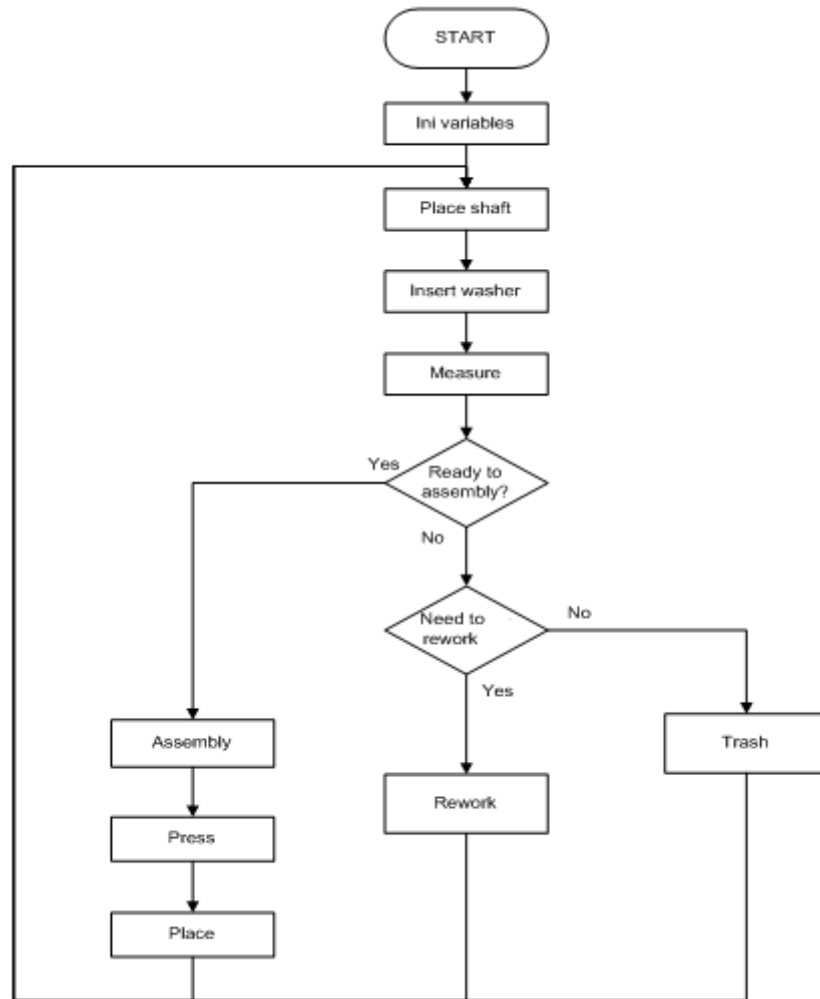 START
Ini variables
Place shaft
Insert washer
Measure
Yes
Ready to
assembly?
No
Need to
rework
No
Yes
Assembly
Trash
Rework
Press
Place